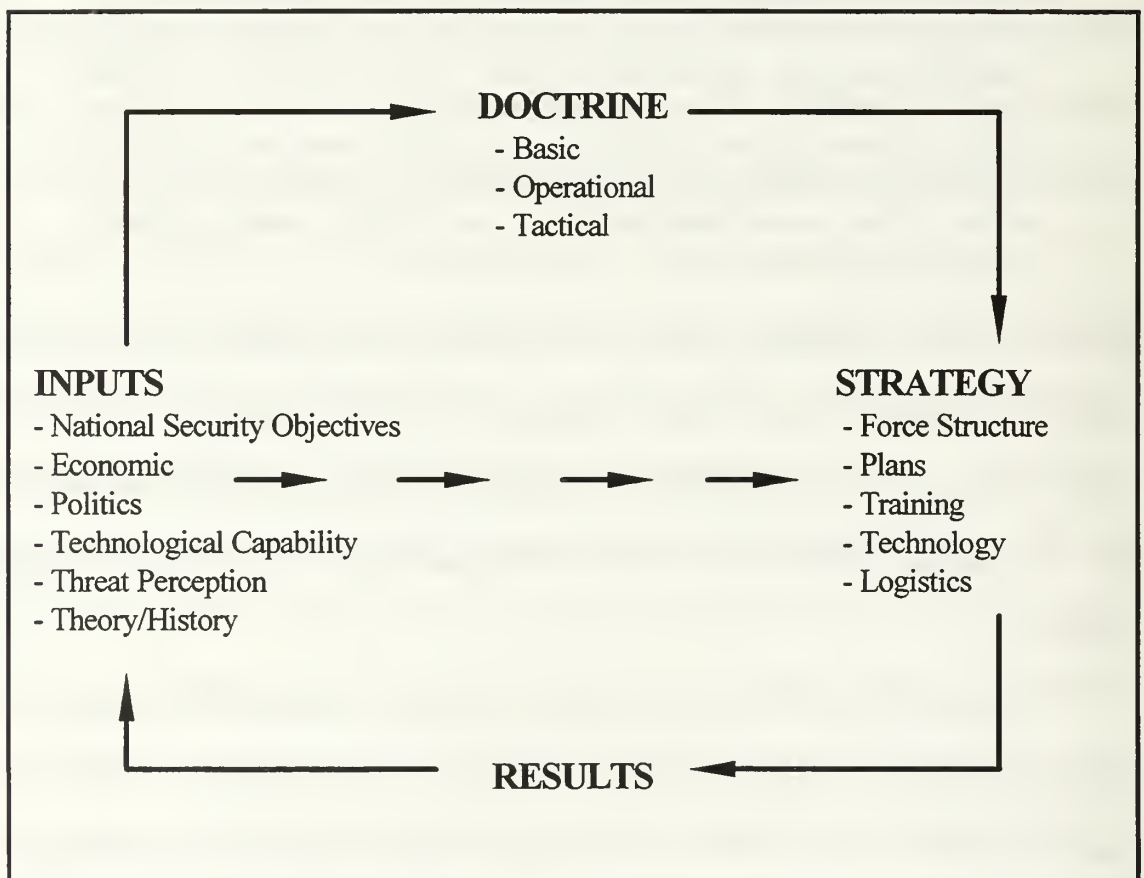 DOCTRINE
- Basic
- Operational
- Tactical
INPUTS
- National Security Objectives
- Economic
- Politics
- Technological Capability
- Threat Perception
- Theory/History
STRATEGY
- Force Structure
- Plans
- Training
- Technology
- Logistics
RESULTS